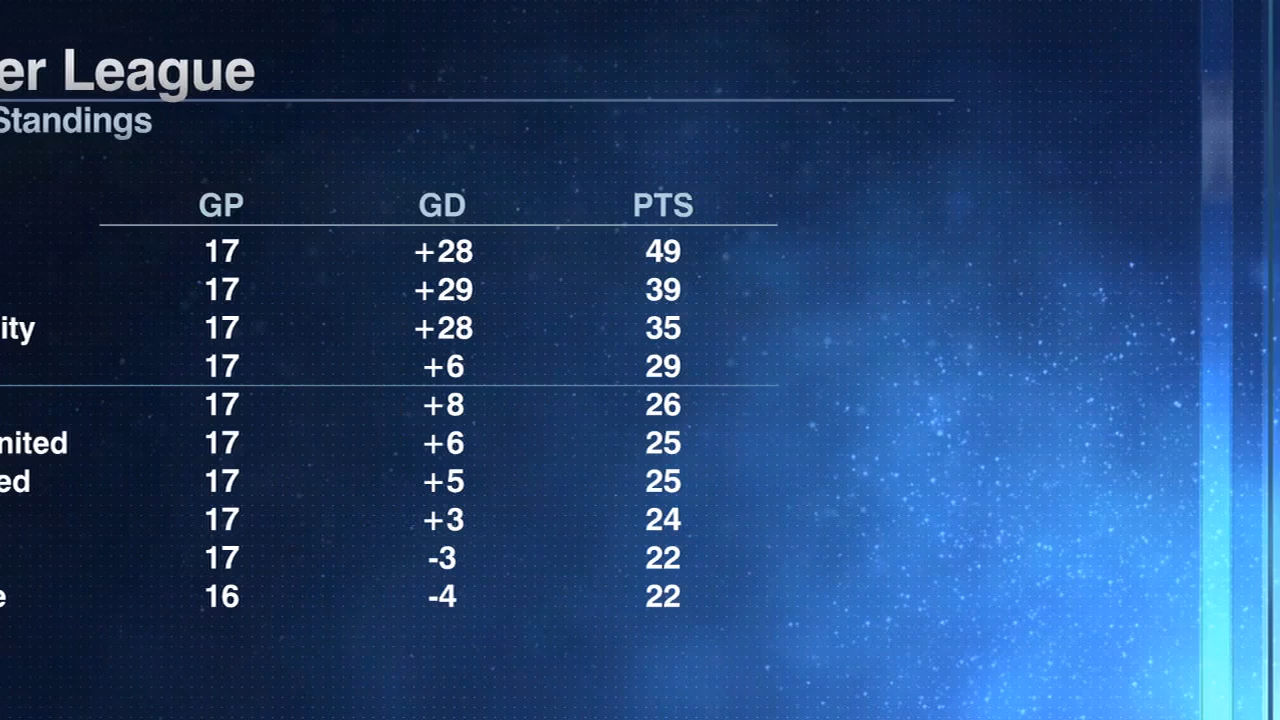 er League
Standings
GP GD PTS
17 +28 49
17 +29 39
ity 17 +28 35
17 +6 29
17 +8 26
nited 17 +6 25
ed 17 +5 25
17 +3 24
17 -3 22
e 16 -4 22